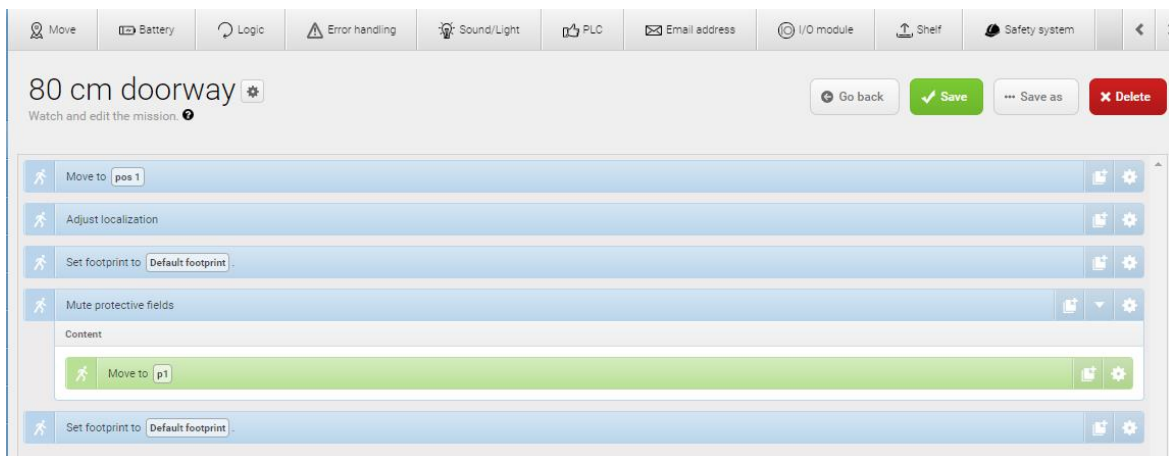 Move Battery Logic Error handling Sound/Light PLC Email address I/O module Shelf Safety system
80 cm doorway
Go back Save Save as Delete
Watch and edit the mission.
Move to pos 1
Adjust localization
Set footprint to Default footprint .
Mute protective fields
Content
Move to p1
Set footprint to Default footprint .